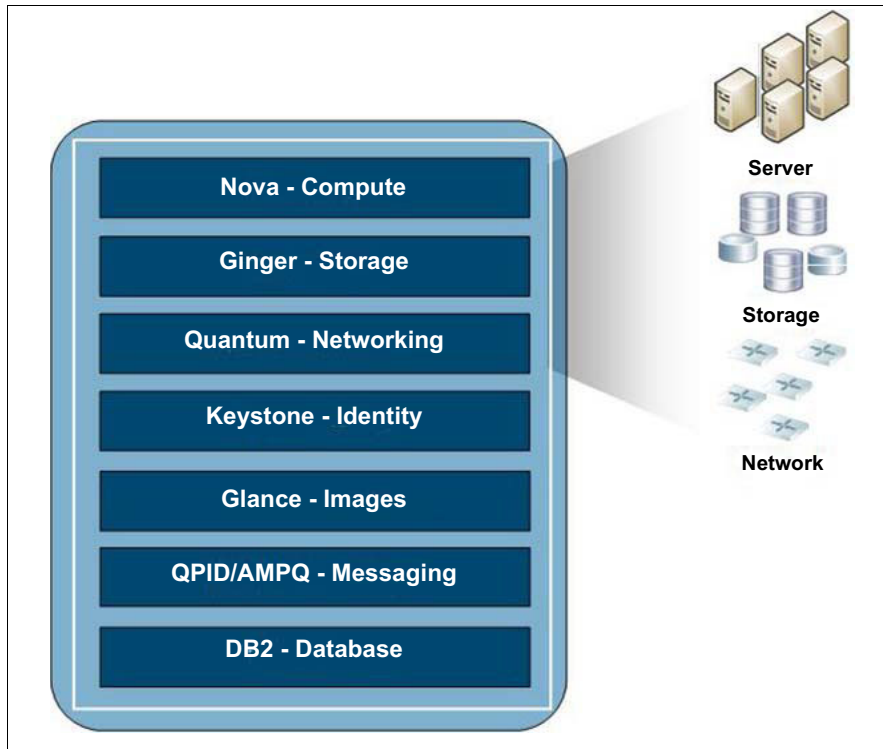 Nova - Compute
Ginger - Storage
Quantum - Networking
Keystone - Identity
Glance - Images
QPID/AMPQ - Messaging
DB2 - Database
Server
Storage
Network